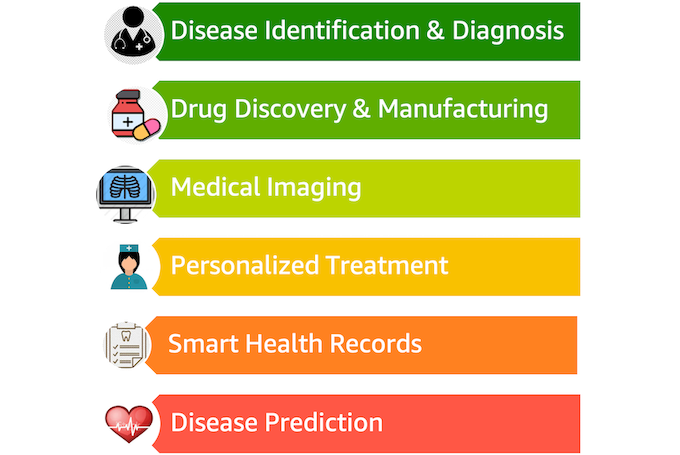 Disease Identification & Diagnosis
Drug Discovery & Manufacturing
Medical Imaging
Personalized Treatment
Smart Health Records
Disease Prediction